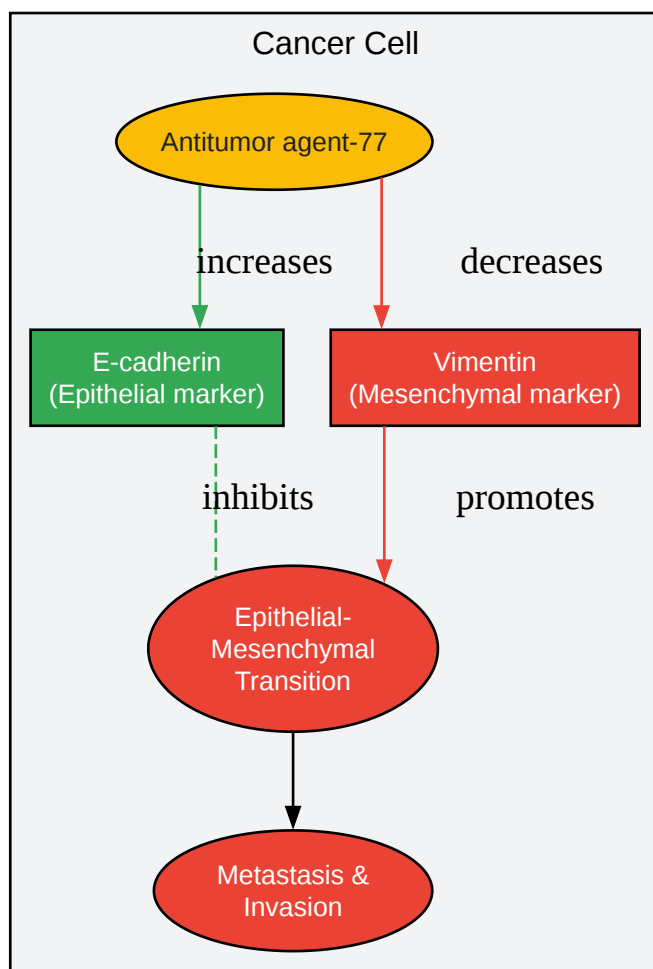 Cancer Cell
Antitumor agent-77
increases
decreases
E-cadherin
(Epithelial marker)
Vimentin
(Mesenchymal marker)
inhibits
promotes
Epithelial-
Mesenchymal
Transition
Metastasis &
Invasion